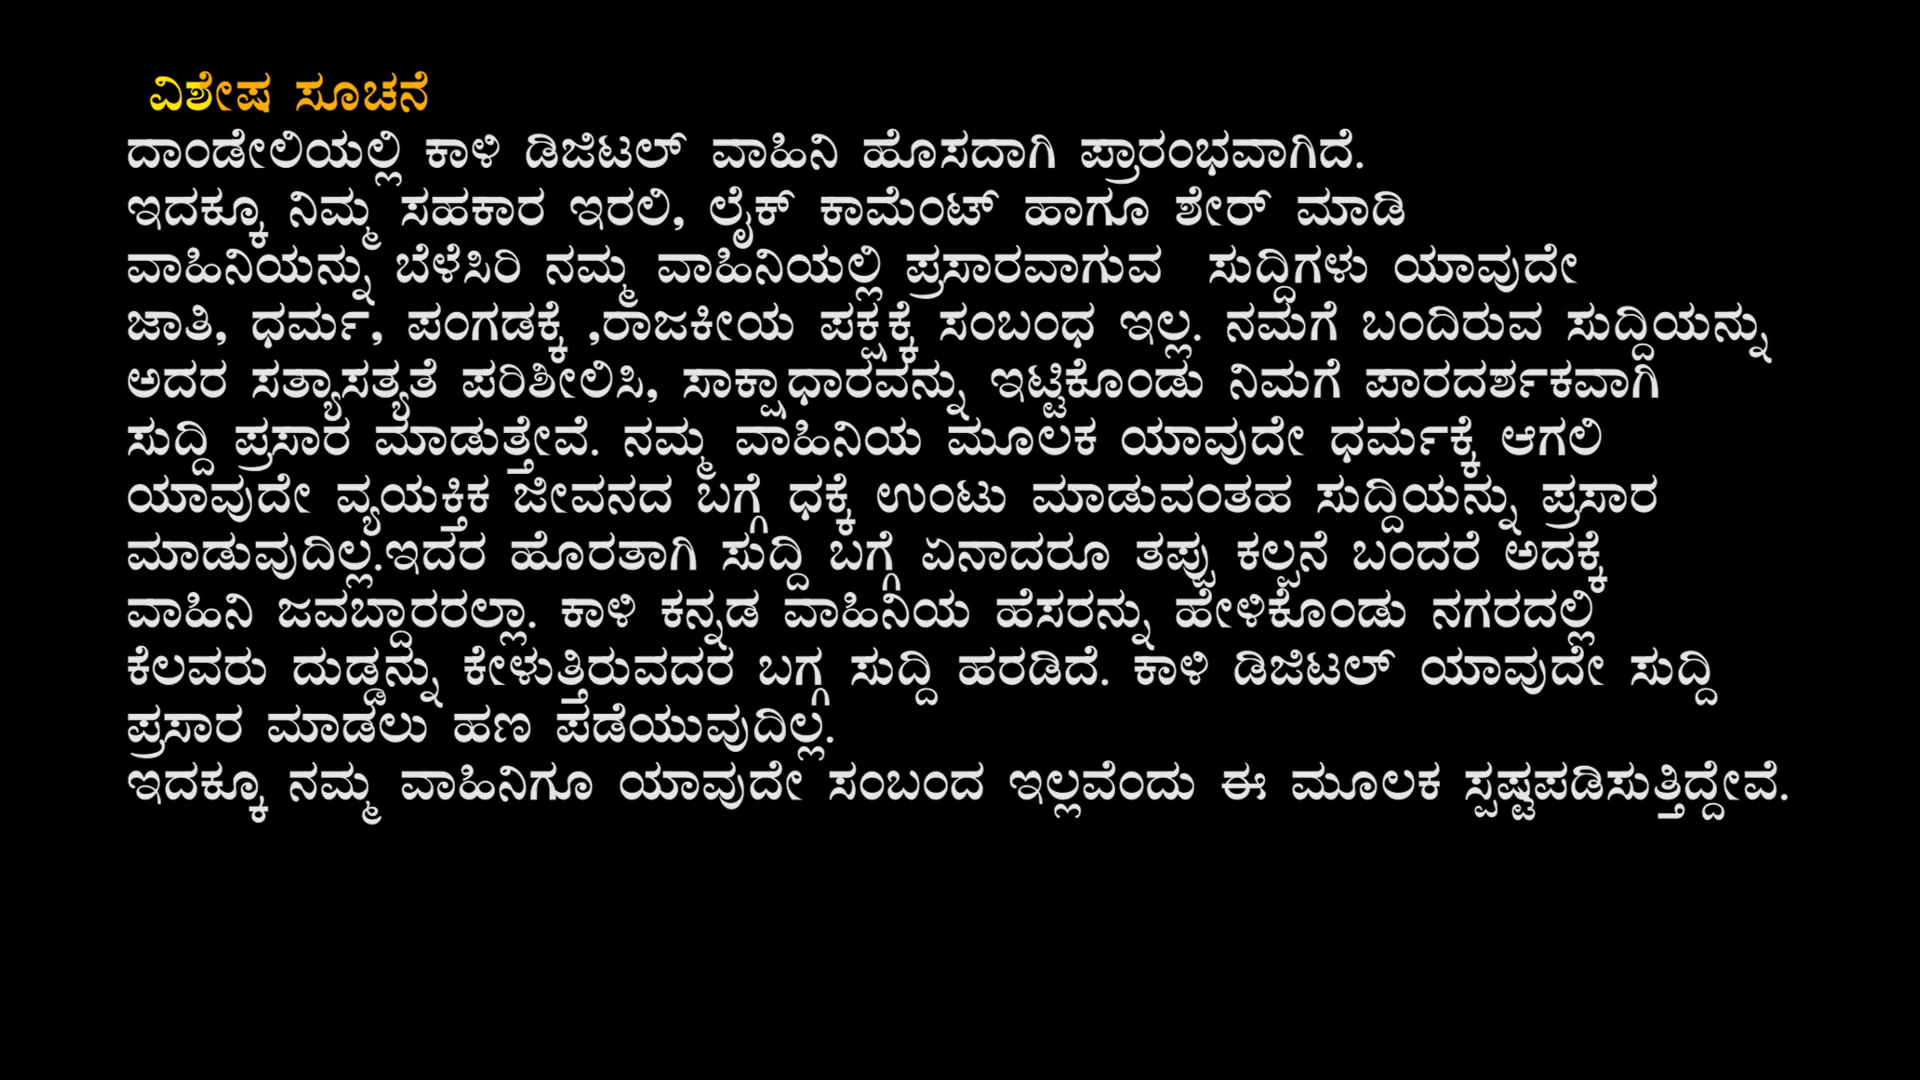 ವಿಶೇಷ ಸೂಚನೆ
ದಾಂಡೇಲಿಯಲ್ಲಿ ಕಾಳಿ ಡಿಜಿಟಲ್ ವಾಹಿನಿ ಹೊಸದಾಗಿ ಪ್ರಾರಂಭವಾಗಿದೆ.
ಇದಕ್ಕೂ ನಿಮ್ಮ ಸಹಕಾರ ಇರಲಿ, ಲೈಕ್ ಕಾಮೆಂಟ್ ಹಾಗೂ ಶೇರ್ ಮಾಡಿ
ವಾಹಿನಿಯನ್ನು ಬೆಳೆಸಿರಿ ನಮ್ಮ ವಾಹಿನಿಯಲ್ಲಿ ಪ್ರಸಾರವಾಗುವ ಸುದ್ದಿಗಳು ಯಾವುದೇ
ಜಾತಿ, ಧರ್ಮ, ಪಂಗಡಕ್ಕೆ ,ರಾಜಕೀಯ ಪಕ್ಷಕ್ಕೆ ಸಂಬಂಧ ಇಲ್ಲ. ನಮಗೆ ಬಂದಿರುವ ಸುದ್ದಿಯನ್ನು
ಅದರ ಸತ್ಯಾಸತ್ಯತೆ ಪರಿಶೀಲಿಸಿ, ಸಾಕ್ಷಾಧಾರವನ್ನು ಇಟ್ಟಿಕೊಂಡು ನಿಮಗೆ ಪಾರದರ್ಶಕವಾಗಿ
ಸುದ್ದಿ ಪ್ರಸಾರ ಮಾಡುತ್ತೇವೆ. ನಮ್ಮ ವಾಹಿನಿಯ ಮೂಲಕ ಯಾವುದೇ ಧರ್ಮಕ್ಕೆ ಆಗಲಿ
ಯಾವುದೇ ವ್ಯಯಕ್ತಿಕ ಜೀವನದ ಬಗ್ಗೆ ಧಕ್ಕೆ ಉಂಟು ಮಾಡುವಂತಹ ಸುದ್ದಿಯನ್ನು ಪ್ರಸಾರ
ಮಾಡುವುದಿಲ್ಲ.ಇದರ ಹೊರತಾಗಿ ಸುದ್ದಿ ಬಗ್ಗೆ ಏನಾದರೂ ತಪ್ಪು ಕಲ್ಪನೆ ಬಂದರೆ ಅದಕ್ಕೆ
ವಾಹಿನಿ ಜವಬ್ದಾರರಲ್ಲಾ. ಕಾಳಿ ಕನ್ನಡ ವಾಹಿನಿಯ ಹೆಸರನ್ನು ಹೇಳಿಕೊಂಡು ನಗರದಲ್ಲಿ
ಕೆಲವರು ದುಡ್ಡನ್ನು ಕೇಳುತ್ತಿರುವದರ ಬಗ್ಗ ಸುದ್ದಿ ಹರಡಿದೆ. ಕಾಳಿ ಡಿಜಿಟಲ್ ಯಾವುದೇ ಸುದ್ದಿ
ಪ್ರಸಾರ ಮಾಡಲು ಹಣ ಪಡೆಯುವುದಿಲ್ಲ.
ಇದಕ್ಕೂ ನಮ್ಮ ವಾಹಿನಿಗೂ ಯಾವುದೇ ಸಂಬಂದ ಇಲ್ಲವೆಂದು ಈ ಮೂಲಕ ಸ್ಪಷ್ಟಪಡಿಸುತ್ತಿದ್ದೇವೆ.